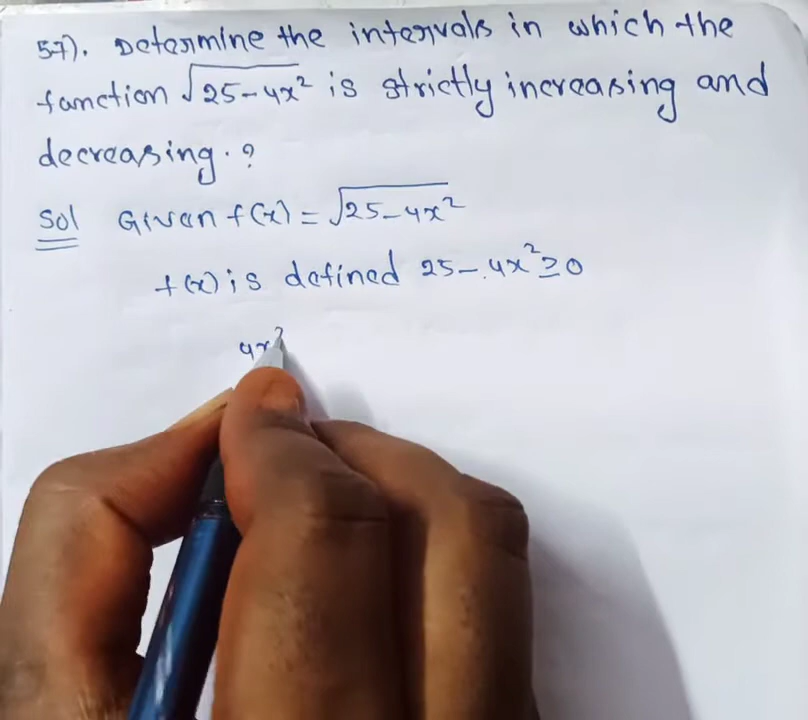 57). Determine the intervals in which the
function √25-4x² is strictly increasing and
decreasing. ?
Sol Given f(x) = √25-4x²
f(x) is defined 25-4x² ≥ 0
4x²